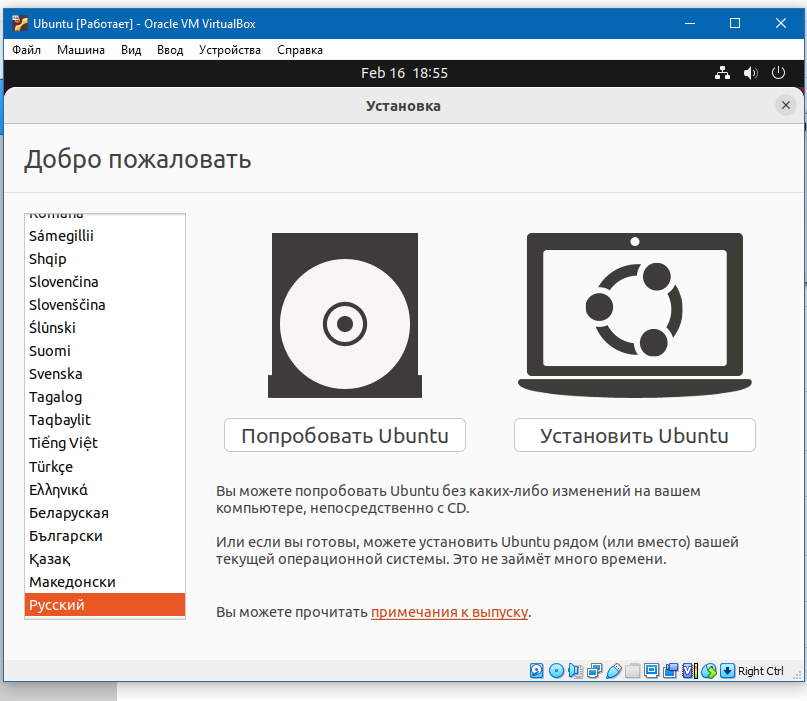 Ubuntu [Работает] - Oracle VM VirtualBox
Файл Машина Вид Ввод Устройства Справка
Feb 16 18:55
Установка
Добро пожаловать
Română
Sámegillii
Shqip
Slovenčina
Slovenščina
Ślůnski
Suomi
Svenska
Tagalog
Taqbaylit
Tiếng Việt
Türkçe
Ελληνικά
Беларуская
Български
Қазақ
Македонски
Русский
Попробовать Ubuntu
Установить Ubuntu
Вы можете попробовать Ubuntu без каких-либо изменений на вашем
компьютере, непосредственно с CD.
Или если вы готовы, можете установить Ubuntu рядом (или вместо) вашей
текущей операционной системы. Это не займёт много времени.
Вы можете прочитать примечания к выпуску.
Right Ctrl